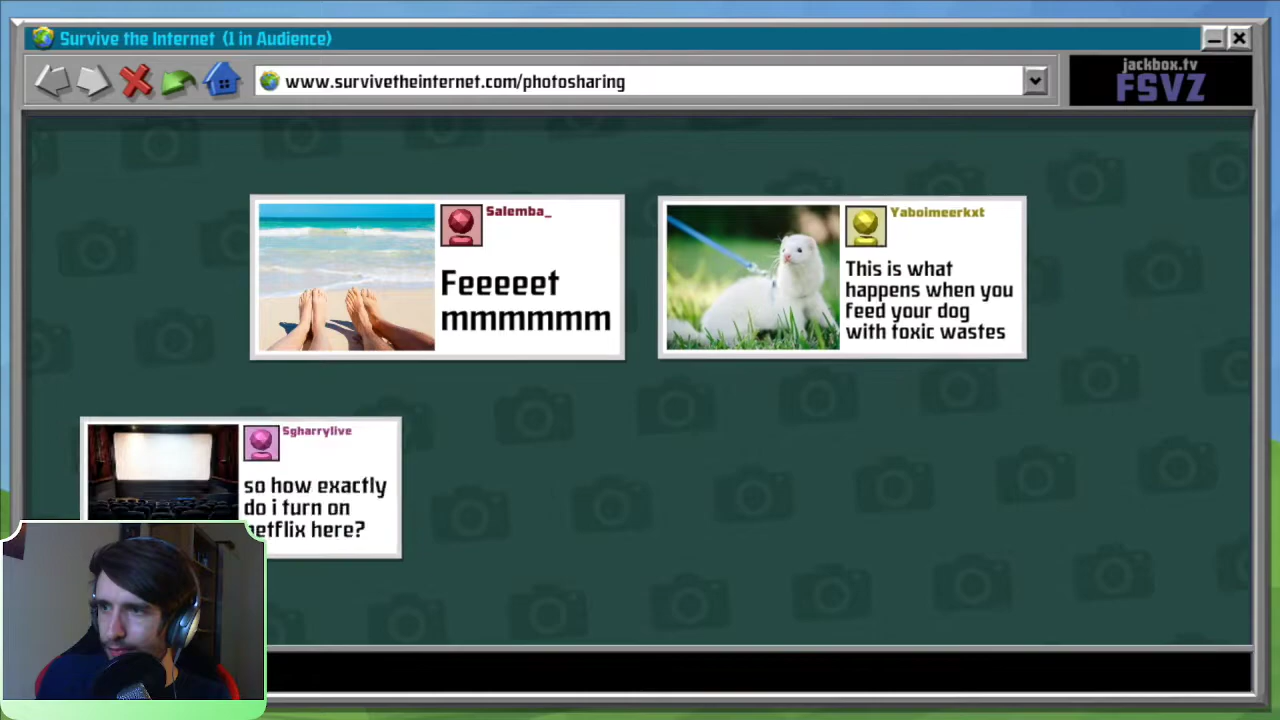 Survive the Internet (1 in Audience)
www.survivetheinternet.com/photosharing
jackbox.tv
FSVZ
Salemba_
Feeeeet
mmmmmm
Yaboimeerkxt
This is what
happens when you
feed your dog
with toxic wastes
Sgharrylive
so how exactly
do i turn on
netflix here?